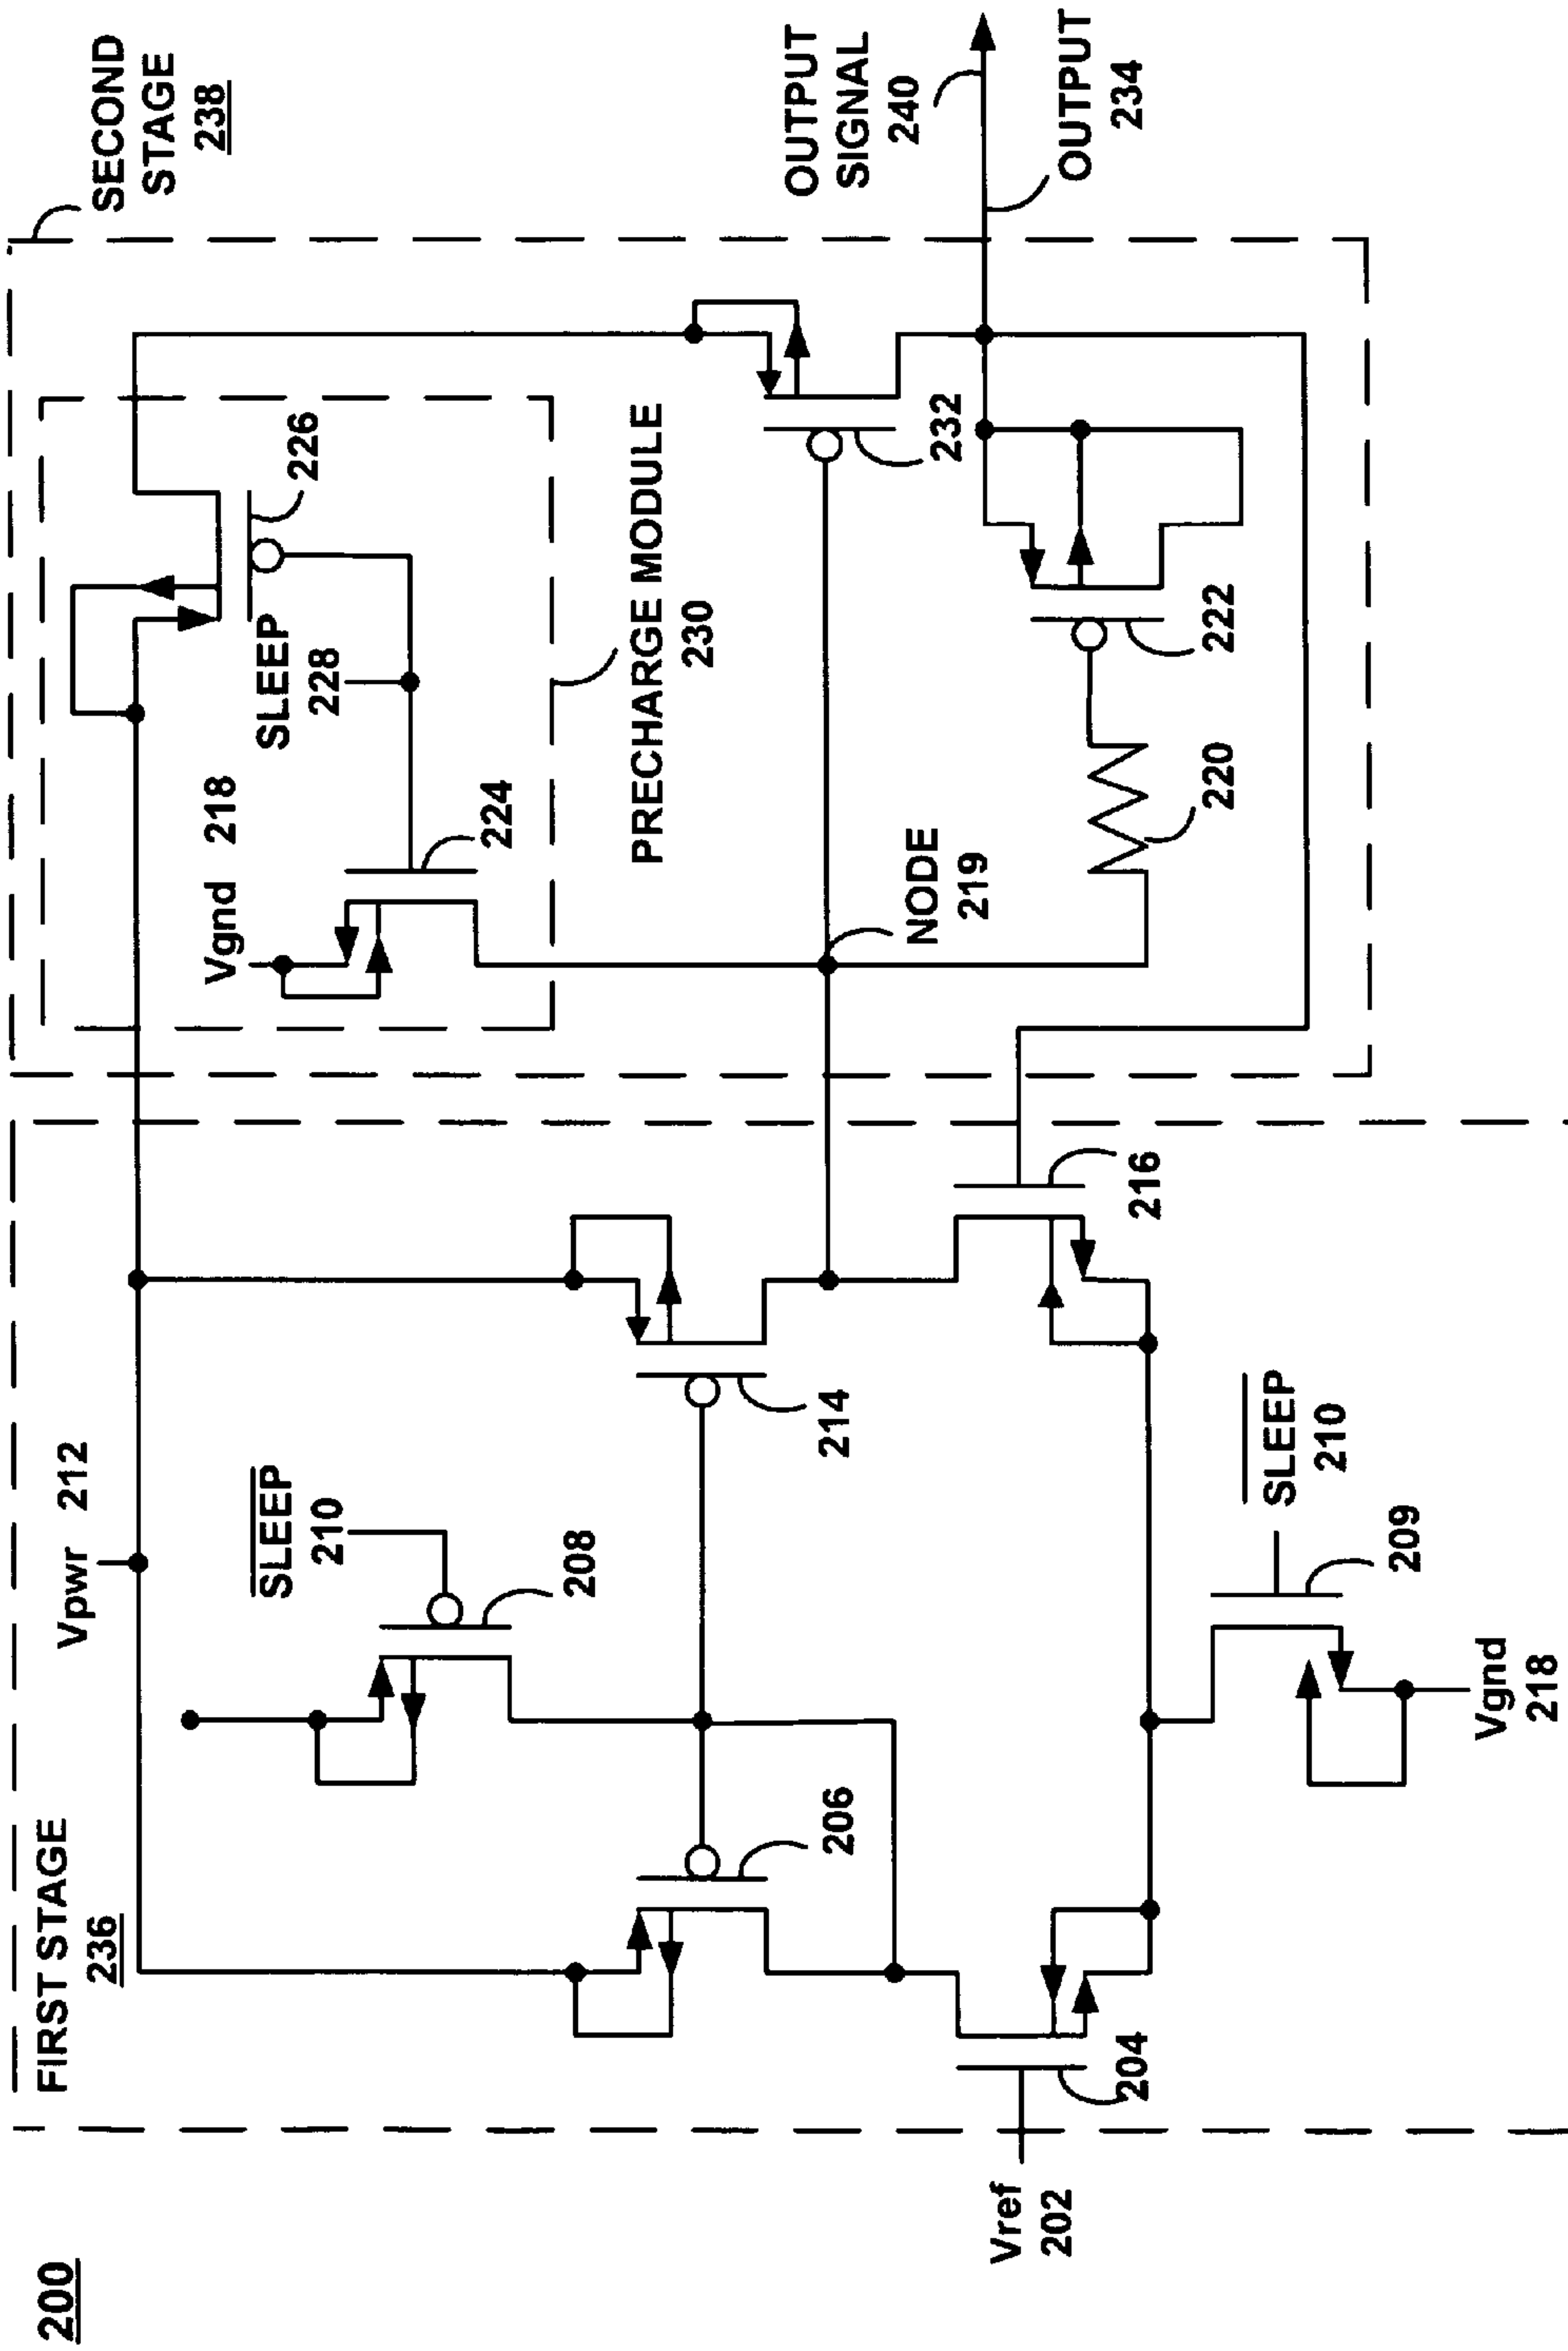 200
FIRST STAGE
236
Vpwr 212
S̅L̅E̅E̅P̅
210
208
206
214
Vref
202
204
216
S̅L̅E̅E̅P̅
210
209
Vgnd
218
SECOND
STAGE
238
Vgnd 218
SLEEP
228
226
224
PRECHARGE MODULE
230
232
NODE
219
220
222
OUTPUT
SIGNAL
240
OUTPUT
234